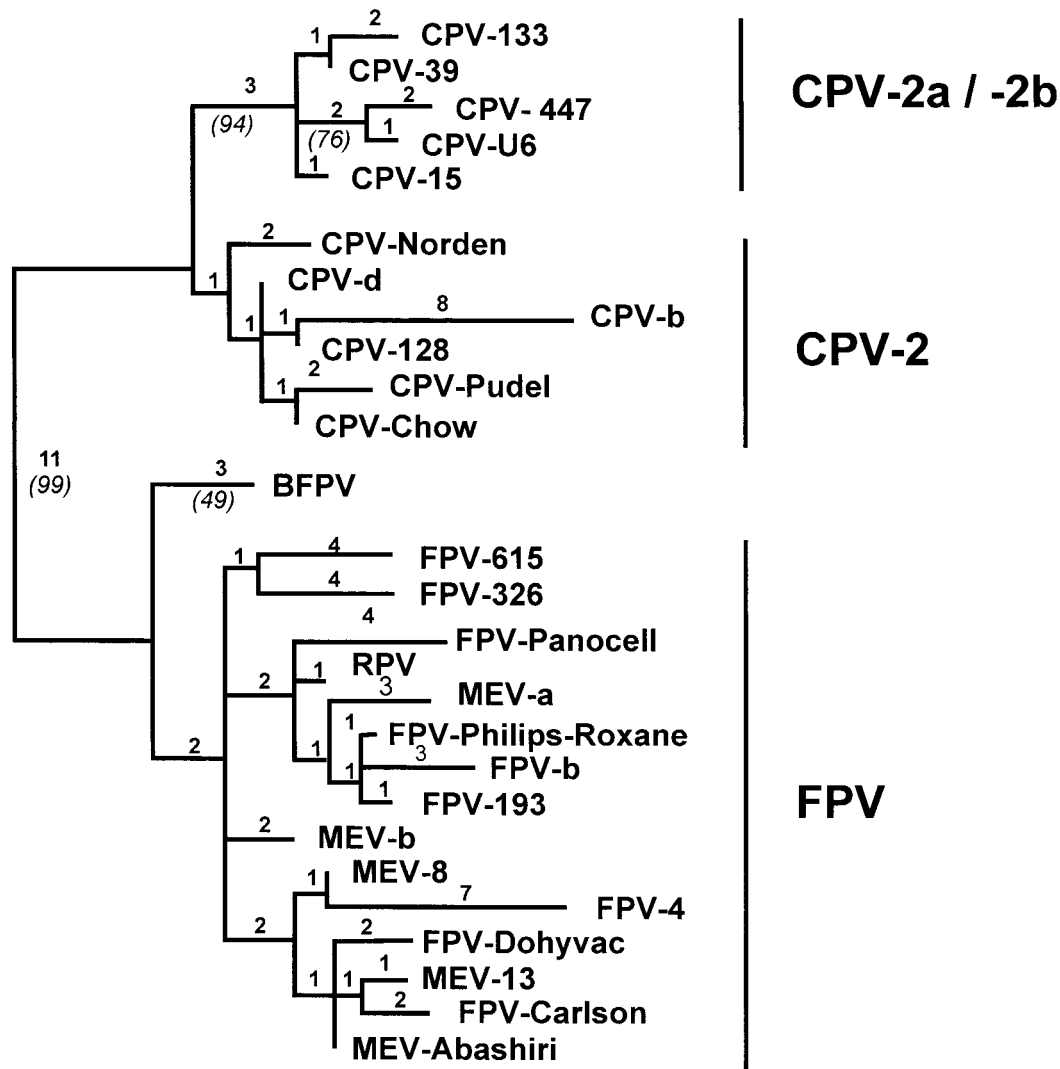 2
1
CPV-133
CPV-39
3
2
2
CPV- 447
(94)
(76)
1
CPV-U6
1
CPV-15
CPV-2a / -2b
2
CPV-Norden
1
CPV-d
1
1
8
CPV-b
CPV-128
2
1
CPV-Pudel
CPV-Chow
CPV-2
11
(99)
3
(49)
BFPV
1
4
FPV-615
4
FPV-326
4
FPV-Panocell
2
1
RPV
3
MEV-a
1
FPV-Philips-Roxane
1
1
3
FPV-b
1
FPV-193
2
2
MEV-b
1
MEV-8
7
FPV-4
2
2
FPV-Dohyvac
1
1
1
MEV-13
2
FPV-Carlson
MEV-Abashiri
FPV